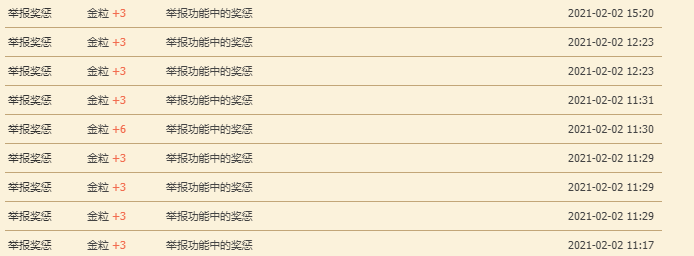 举报奖惩 金粒 +3 举报功能中的奖惩 2021-02-02 15:20
举报奖惩 金粒 +3 举报功能中的奖惩 2021-02-02 12:23
举报奖惩 金粒 +3 举报功能中的奖惩 2021-02-02 12:23
举报奖惩 金粒 +3 举报功能中的奖惩 2021-02-02 11:31
举报奖惩 金粒 +6 举报功能中的奖惩 2021-02-02 11:30
举报奖惩 金粒 +3 举报功能中的奖惩 2021-02-02 11:29
举报奖惩 金粒 +3 举报功能中的奖惩 2021-02-02 11:29
举报奖惩 金粒 +3 举报功能中的奖惩 2021-02-02 11:29
举报奖惩 金粒 +3 举报功能中的奖惩 2021-02-02 11:17